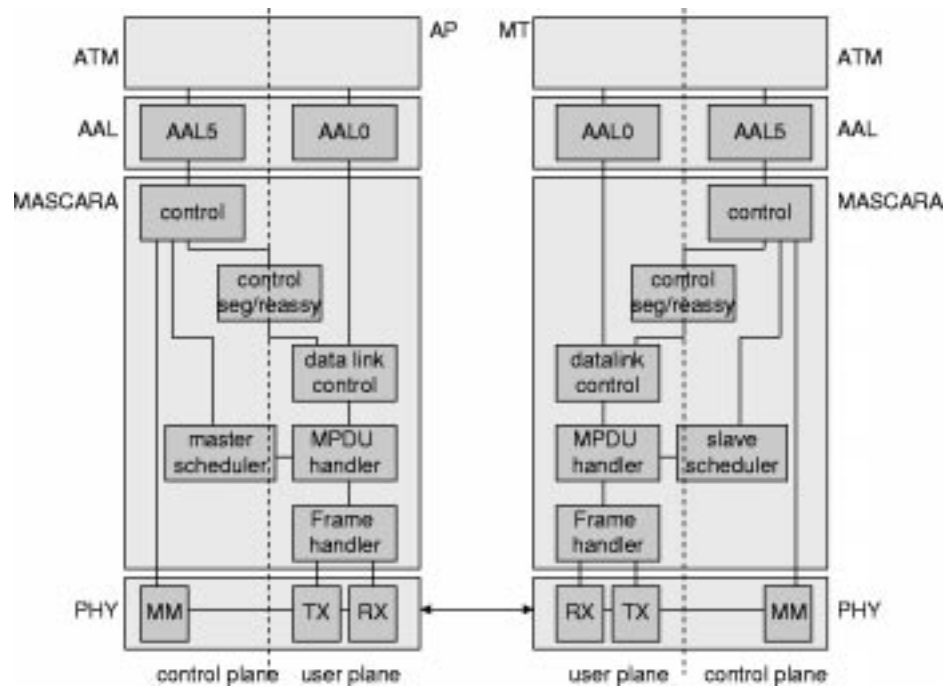 AP MT
ATM ATM
AAL AAL5 AAL0 AAL0 AAL5 AAL
MASCARA control control MASCARA
control
seg/reassy
control
seg/reassy
data link
control
datalink
control
master
scheduler
MPDU
handler
MPDU
handler
slave
scheduler
Frame
handler
Frame
handler
PHY MM TX RX RX TX MM PHY
control plane user plane user plane control plane